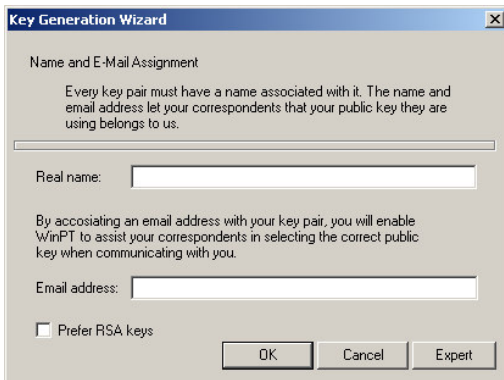 Key Generation Wizard
Name and E-Mail Assignment
Every key pair must have a name associated with it. The name and
email address let your correspondents that your public key they are
using belongs to us.
Real name:
By accosiating an email address with your key pair, you will enable
WinPT to assist your correspondents in selecting the correct public
key when communicating with you.
Email address:
Prefer RSA keys
OK Cancel Expert